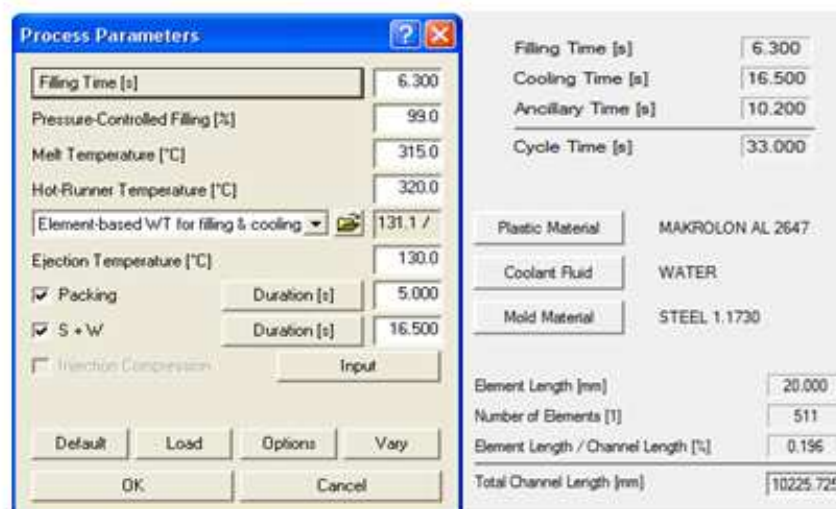 Process Parameters
Filling Time [s] 6.300
Pressure-Controlled Filling [%] 99.0
Melt Temperature [°C] 315.0
Hot-Runner Temperature [°C] 320.0
Element-based WT for filling & cooling 131.1 /
Ejection Temperature [°C] 130.0
Packing Duration [s] 5.000
S + W Duration [s] 16.500
Injection Compression Input
Default Load Options Vary
OK Cancel
Filling Time [s] 6.300
Cooling Time [s] 16.500
Ancillary Time [s] 10.200
Cycle Time [s] 33.000
Plastic Material MAKROLON AL 2647
Coolant Fluid WATER
Mold Material STEEL 1.1730
Element Length [mm] 20.000
Number of Elements [1] 511
Element Length / Channel Length [%] 0.196
Total Channel Length [mm] 10225.725